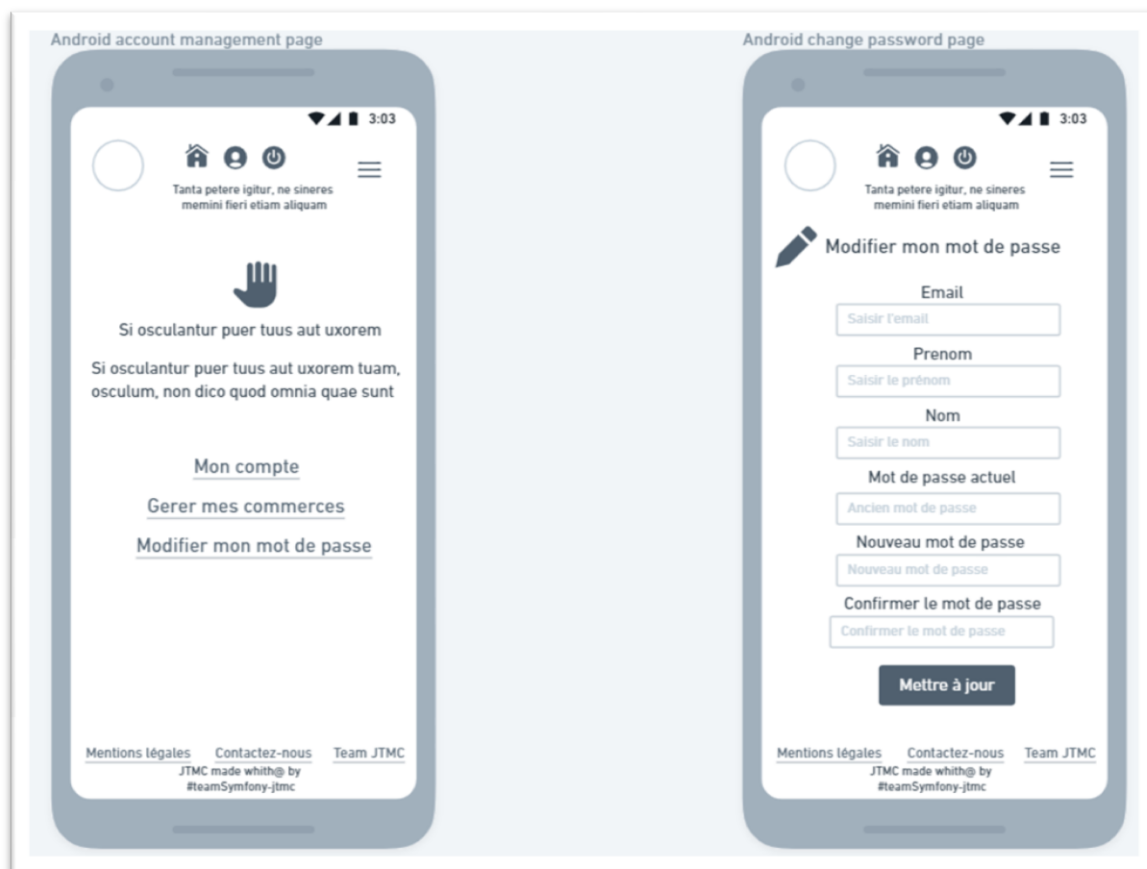 Android account management page
3:03
Tanta petere igitur, ne sineres
memini fieri etiam aliquam
Si osculantur puer tuus aut uxorem
Si osculantur puer tuus aut uxorem tuam,
osculum, non dico quod omnia quae sunt
Mon compte
Gerer mes commerces
Modifier mon mot de passe
Mentions légales Contactez-nous Team JTMC
JTMC made whith@ by
#teamSymfony-jtmc
Android change password page
3:03
Tanta petere igitur, ne sineres
memini fieri etiam aliquam
Modifier mon mot de passe
Email
Saisir l'email
Prenom
Saisir le prénom
Nom
Saisir le nom
Mot de passe actuel
Ancien mot de passe
Nouveau mot de passe
Nouveau mot de passe
Confirmer le mot de passe
Confirmer le mot de passe
Mettre à jour
Mentions légales Contactez-nous Team JTMC
JTMC made whith@ by
#teamSymfony-jtmc